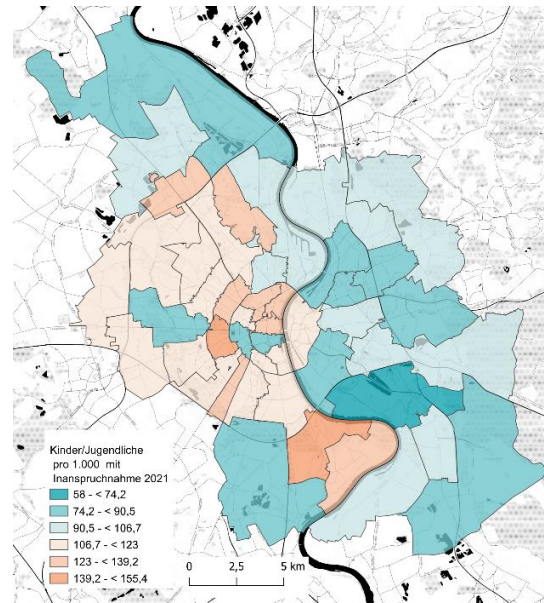 Kinder/Jugendliche
pro 1.000 mit
Inanspruchnahme 2021
58 - < 74,2
74,2 - < 90,5
90,5 - < 106,7
106,7 - < 123
123 - < 139,2
139,2 - < 155,4
0 2,5 5 km